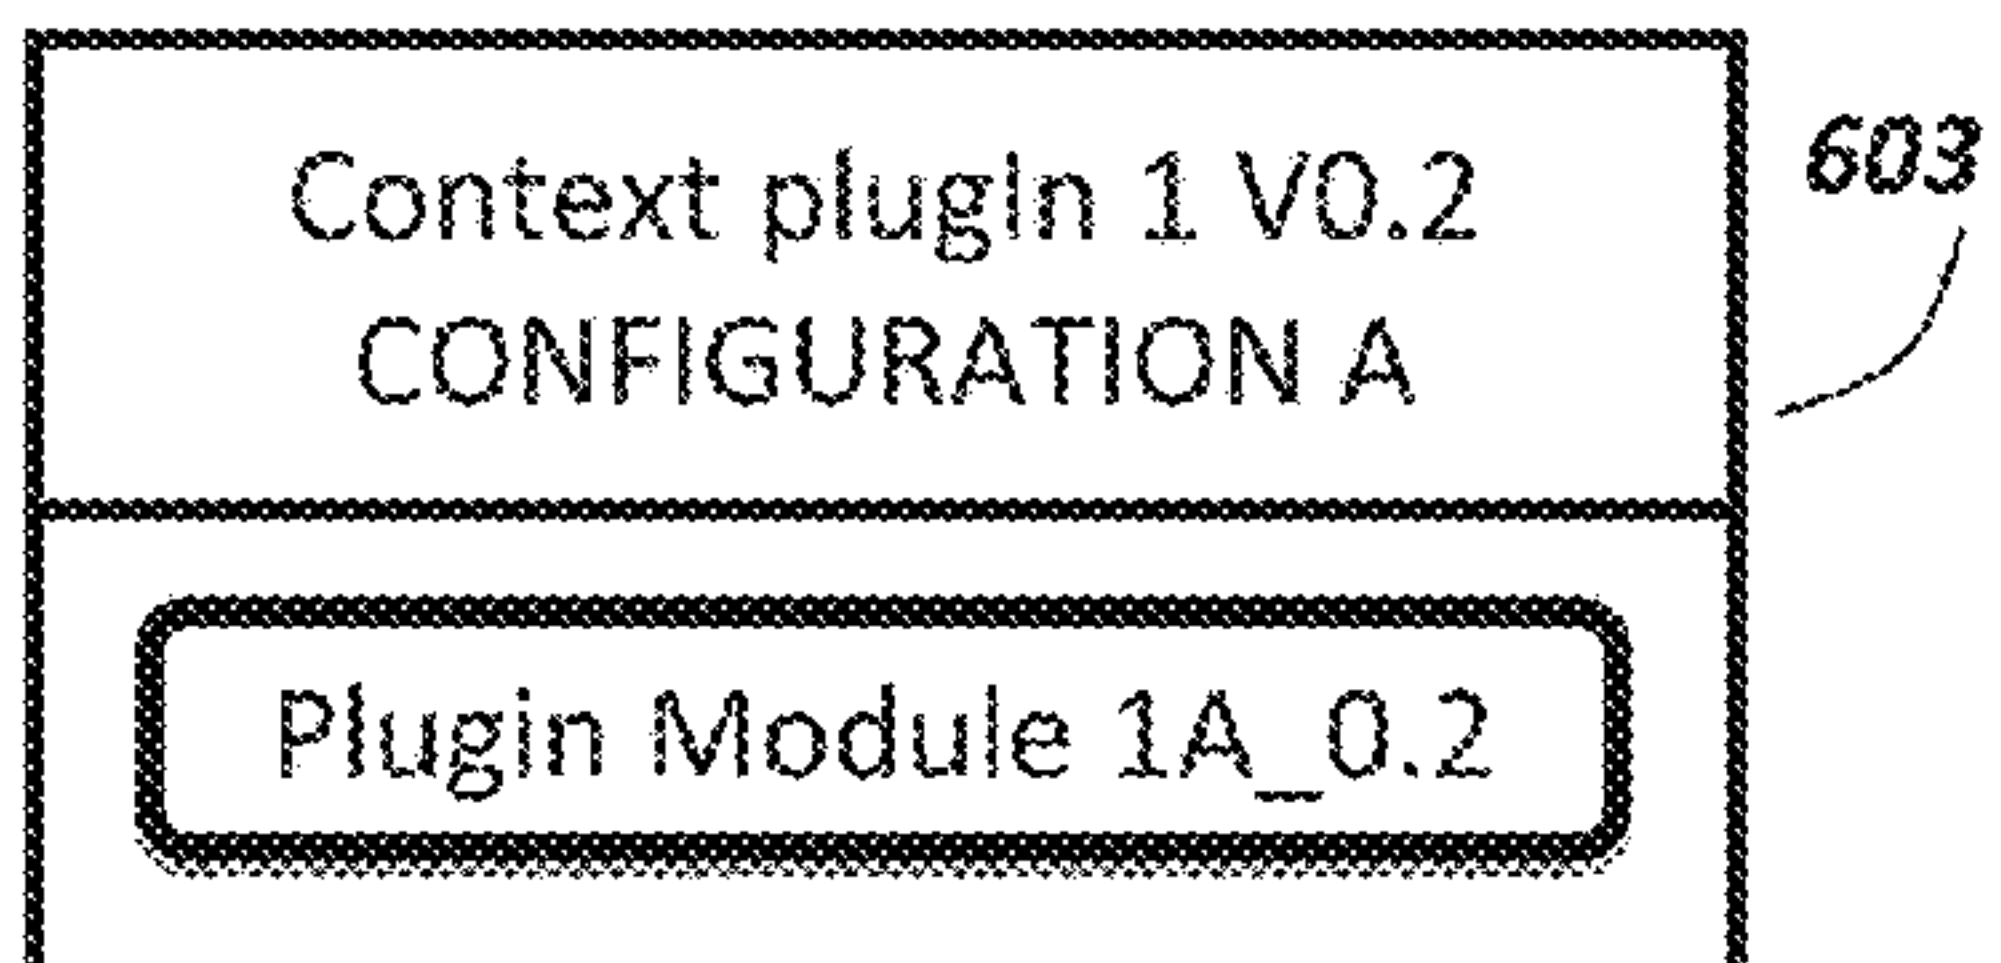 Context plugIn 1 V0.2
603
CONFIGURATION A
Plugin Module 1A_0.2